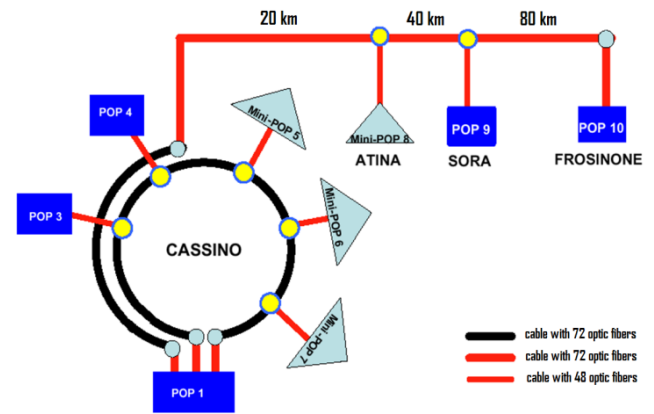 20 km
40 km
80 km
POP 4
Mini-POP 5
Mini-POP 8
POP 9
POP 10
ATINA
SORA
FROSINONE
POP 3
Mini-POP 6
CASSINO
Mini-POP 7
POP 1
cable with 72 optic fibers
cable with 72 optic fibers
cable with 48 optic fibers